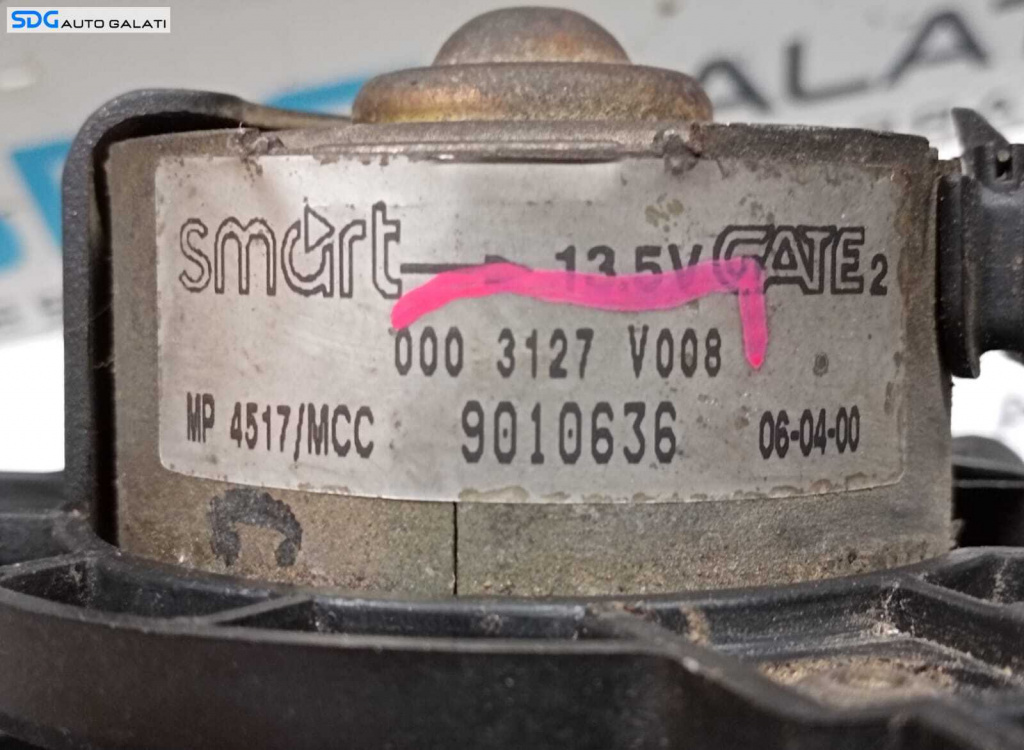 SDG AUTO GALATI
smart 13.5V GATE 2
000 3127 V008
MP 4517/MCC 9010636 06-04-00